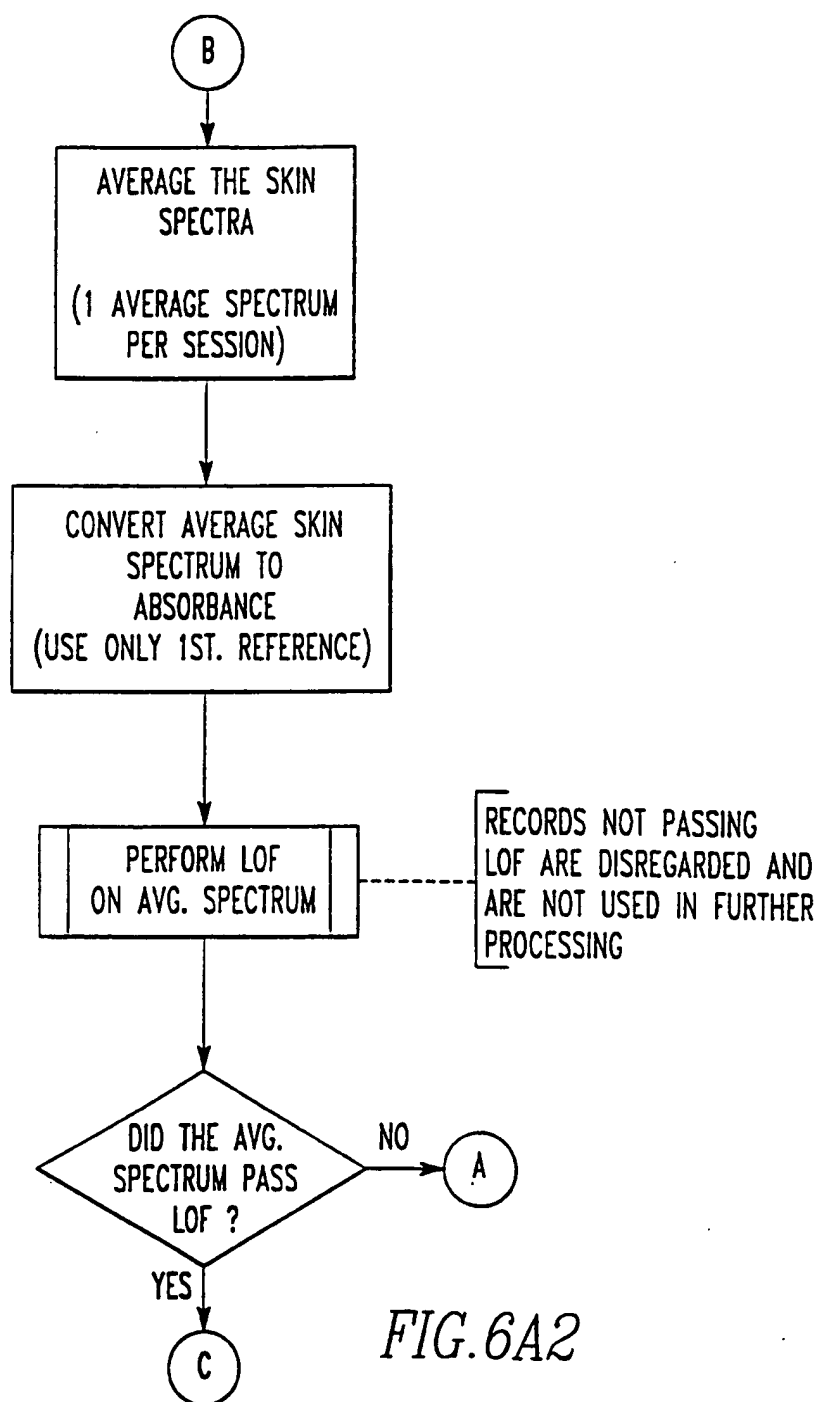 B
AVERAGE THE SKIN
SPECTRA
(1 AVERAGE SPECTRUM
PER SESSION)
CONVERT AVERAGE SKIN
SPECTRUM TO
ABSORBANCE
(USE ONLY 1ST. REFERENCE)
PERFORM LOF
ON AVG. SPECTRUM
RECORDS NOT PASSING
LOF ARE DISREGARDED AND
ARE NOT USED IN FURTHER
PROCESSING
DID THE AVG.
SPECTRUM PASS
LOF ?
NO
A
YES
C
FIG.6A2